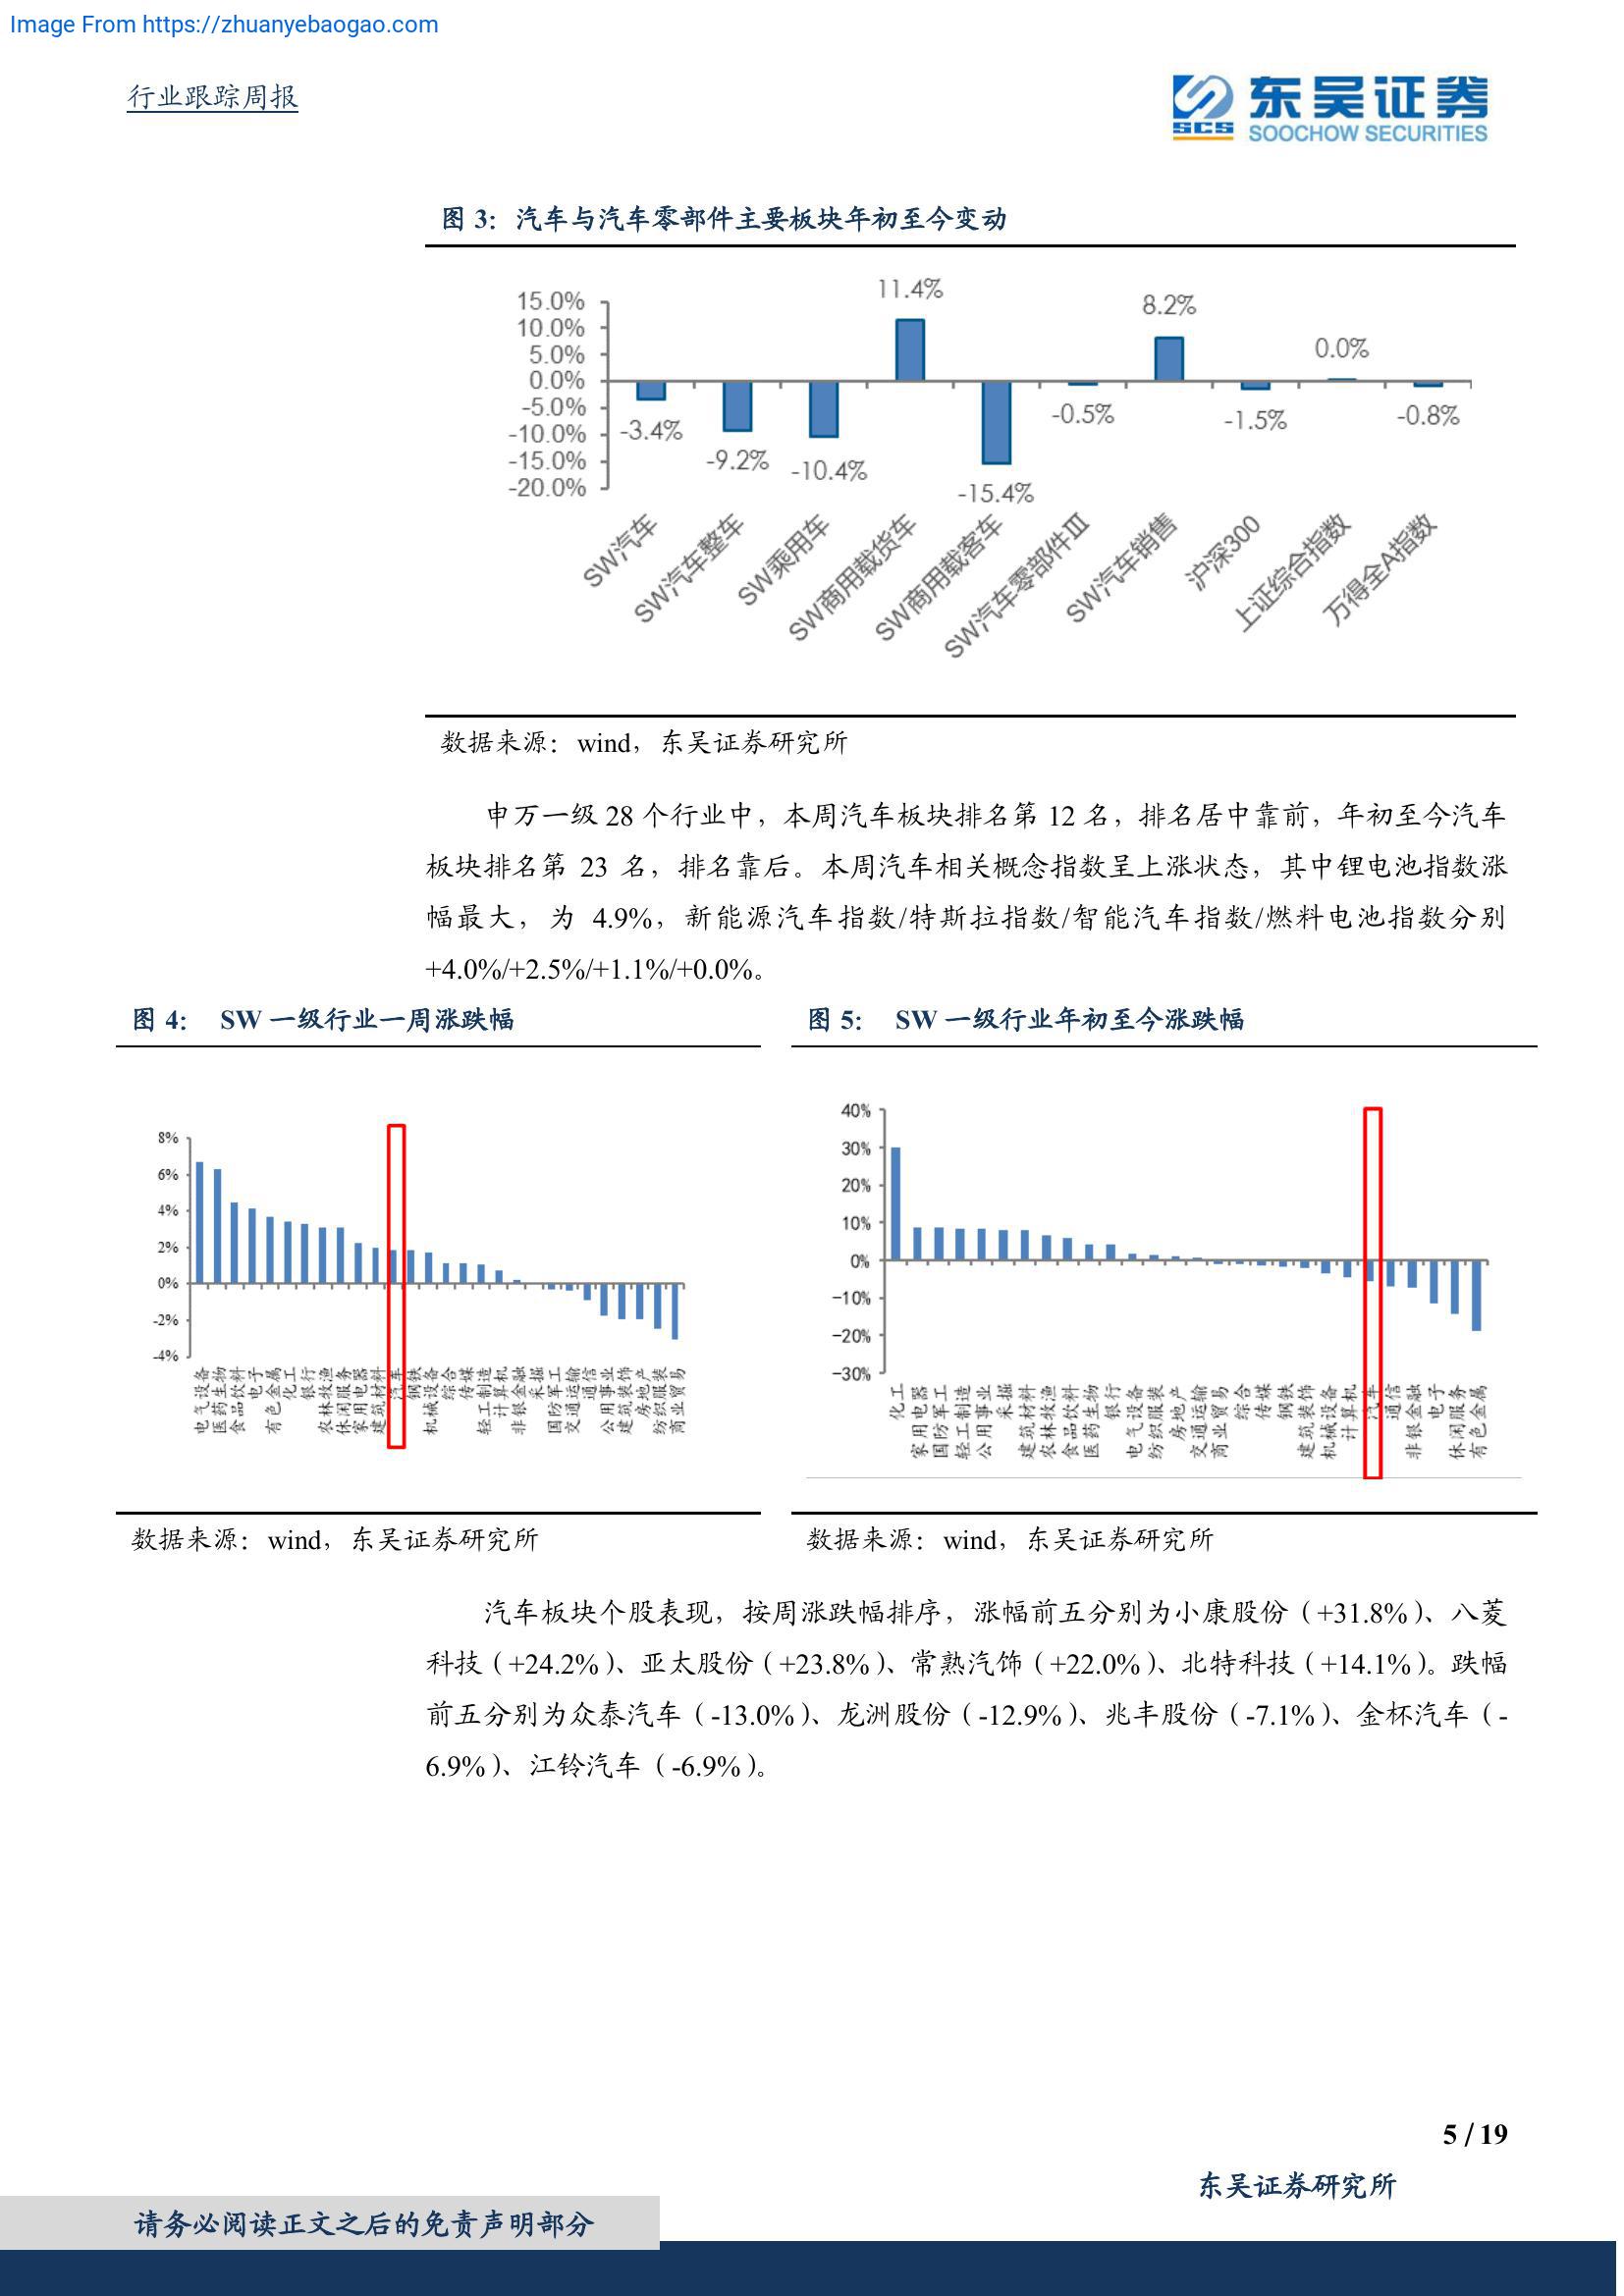 Image From https://zhuanyebaogao.com
行业跟踪周报
SCS
东吴证券
SOOCHOW SECURITIES
图 3：汽车与汽车零部件主要板块年初至今变动
15.0%
10.0%
5.0%
0.0%
-5.0%
-10.0%
-15.0%
-20.0%
-3.4%
-9.2%
-10.4%
11.4%
-15.4%
-0.5%
8.2%
-1.5%
0.0%
-0.8%
SW汽车
SW汽车整车
SW乘用车
SW商用载货车
SW商用载客车
SW汽车零部件III
SW汽车销售
沪深300
上证综合指数
万得全A指数
数据来源：wind，东吴证券研究所
申万一级 28 个行业中，本周汽车板块排名第 12 名，排名居中靠前，年初至今汽车
板块排名第 23 名，排名靠后。本周汽车相关概念指数呈上涨状态，其中锂电池指数涨
幅最大，为 4.9%，新能源汽车指数/特斯拉指数/智能汽车指数/燃料电池指数分别
+4.0%/+2.5%/+1.1%/+0.0%。
图 4： SW 一级行业一周涨跌幅
8%
6%
4%
2%
0%
-2%
-4%
电气设备
医药生物
食品饮料
电子
有色金属
化工
银行
农林牧渔
休闲服务
家用电器
建筑材料
汽车
钢铁
机械设备
综合
传媒
轻工制造
计算机
非银金融
采掘
国防军工
交通运输
通信
公用事业
建筑装饰
房地产
纺织服装
商业贸易
数据来源：wind，东吴证券研究所
图 5： SW 一级行业年初至今涨跌幅
40%
30%
20%
10%
0%
-10%
-20%
-30%
化工
家用电器
国防军工
轻工制造
公用事业
采掘
建筑材料
农林牧渔
食品饮料
医药生物
银行
电气设备
纺织服装
房地产
交通运输
商业贸易
综合
传媒
钢铁
建筑装饰
机械设备
计算机
汽车
通信
非银金融
电子
休闲服务
有色金属
数据来源：wind，东吴证券研究所
汽车板块个股表现，按周涨跌幅排序，涨幅前五分别为小康股份（+31.8%）、八菱
科技（+24.2%）、亚太股份（+23.8%）、常熟汽饰（+22.0%）、北特科技（+14.1%）。跌幅
前五分别为众泰汽车（-13.0%）、龙洲股份（-12.9%）、兆丰股份（-7.1%）、金杯汽车（-
6.9%）、江铃汽车（-6.9%）。
5 / 19
东吴证券研究所
请务必阅读正文之后的免责声明部分